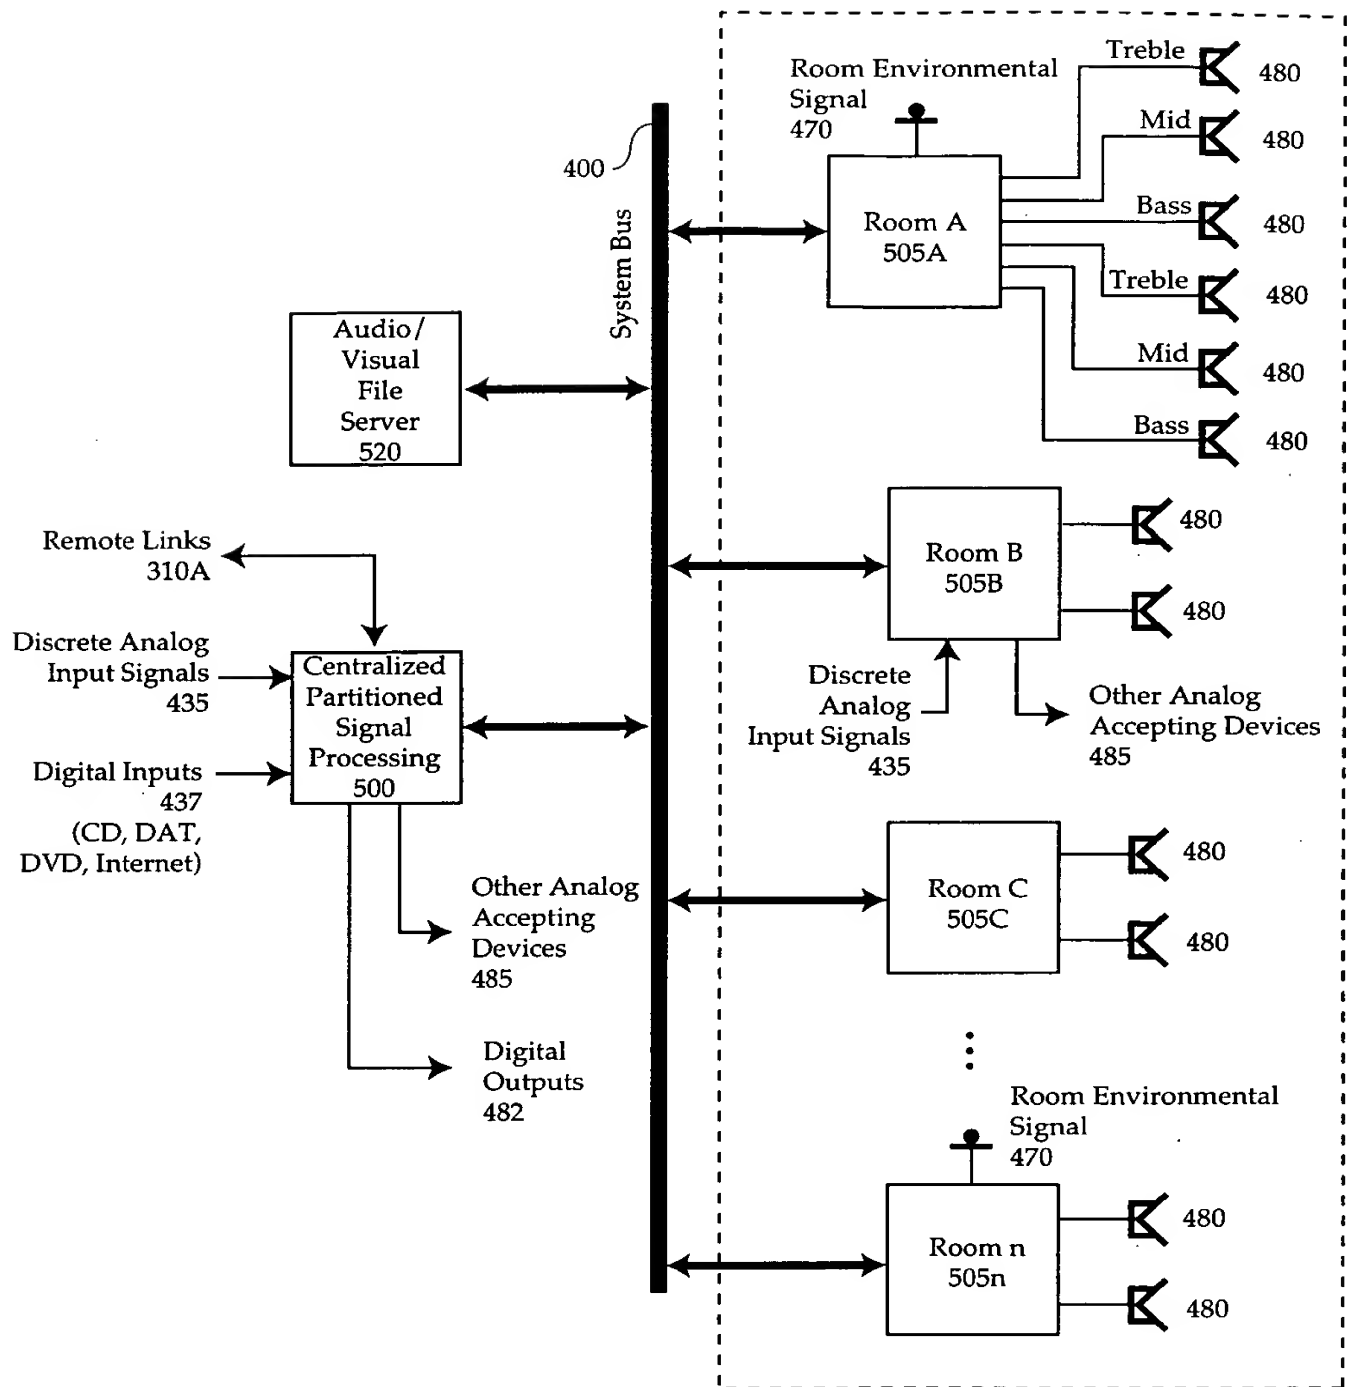 Room Environmental
Signal
470
Treble
480
Mid
480
Bass
480
Treble
480
Mid
480
Bass
480
Room A
505A
400
System Bus
Audio/
Visual
File
Server
520
Remote Links
310A
Discrete Analog
Input Signals
435
Digital Inputs
437
(CD, DAT,
DVD, Internet)
Centralized
Partitioned
Signal
Processing
500
Other Analog
Accepting
Devices
485
Digital
Outputs
482
Room B
505B
480
480
Discrete
Analog
Input Signals
435
Other Analog
Accepting Devices
485
Room C
505C
480
480
Room Environmental
Signal
470
Room n
505n
480
480